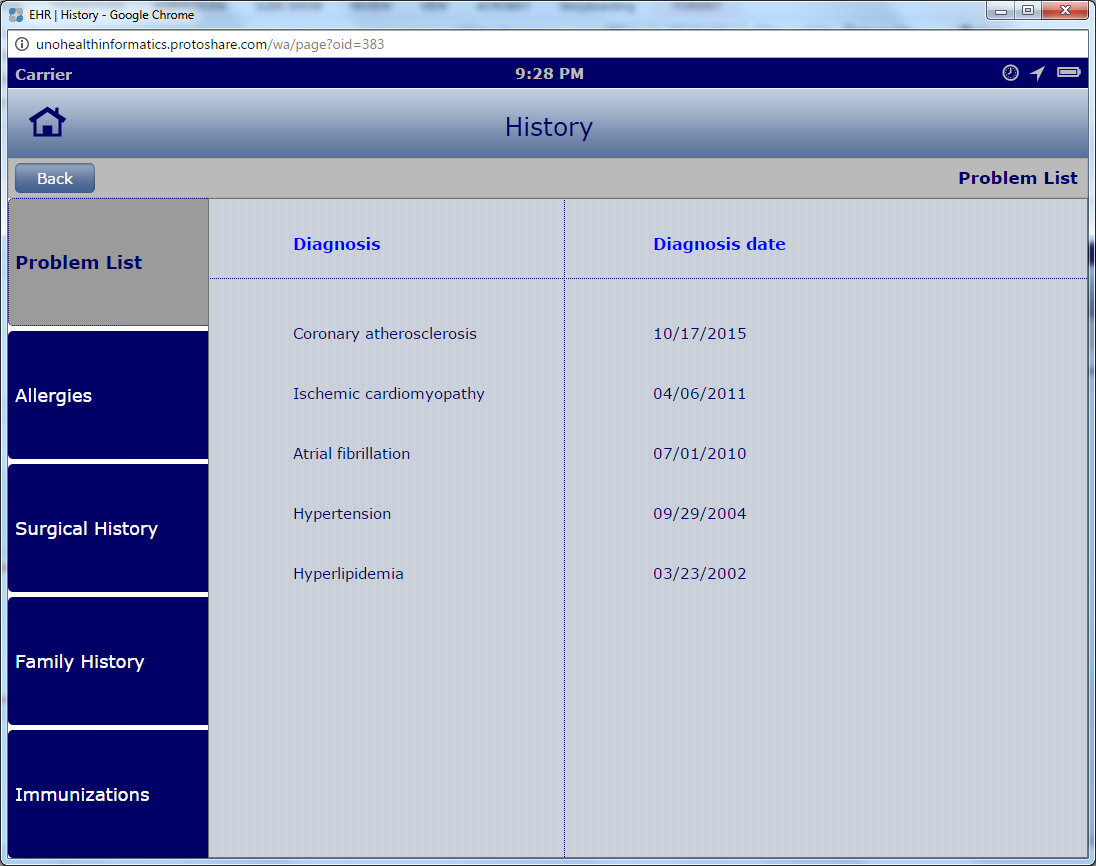 EHR | History - Google Chrome
unohealthinformatics.protoshare.com/wa/page?oid=383
Carrier 9:28 PM
History
Back Problem List
Problem List
Allergies
Surgical History
Family History
Immunizations
Diagnosis Diagnosis date
Coronary atherosclerosis 10/17/2015
Ischemic cardiomyopathy 04/06/2011
Atrial fibrillation 07/01/2010
Hypertension 09/29/2004
Hyperlipidemia 03/23/2002